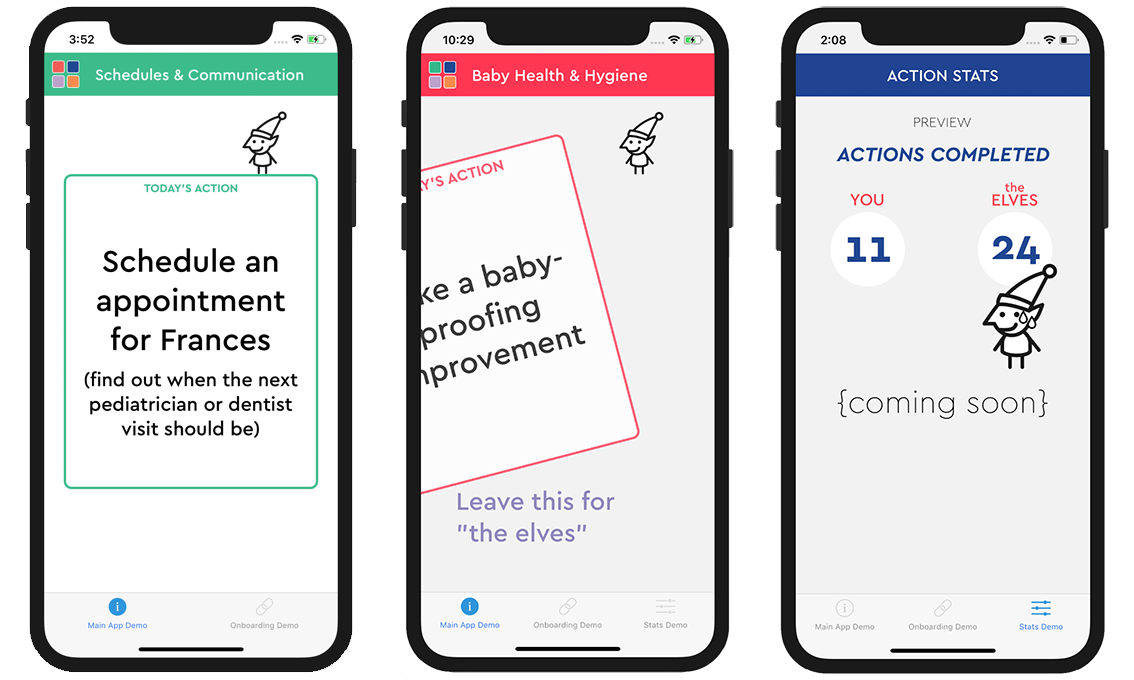 3:52
Schedules & Communication
TODAY'S ACTION
Schedule an
appointment
for Frances
(find out when the next
pediatrician or dentist
visit should be)
Main App Demo
Onboarding Demo
10:29
Baby Health & Hygiene
Y'S ACTION
ke a baby-
proofing
provement
Leave this for
"the elves"
Main App Demo
Onboarding Demo
Stats Demo
2:08
ACTION STATS
PREVIEW
ACTIONS COMPLETED
YOU
the
ELVES
11
24
{coming soon}
Main App Demo
Onboarding Demo
Stats Demo